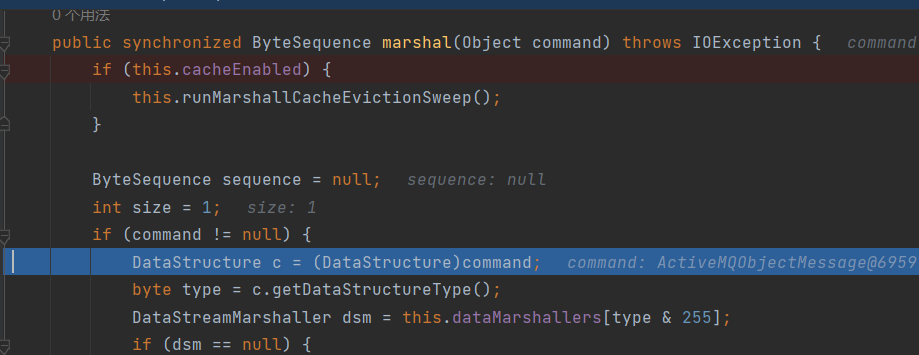 0 个用法
public synchronized ByteSequence marshal(Object command) throws IOException { command
if (this.cacheEnabled) {
this.runMarshallCacheEvictionSweep();
}
ByteSequence sequence = null; sequence: null
int size = 1; size: 1
if (command != null) {
DataStructure c = (DataStructure)command; command: ActiveMQObjectMessage@6959
byte type = c.getDataStructureType();
DataStreamMarshaller dsm = this.dataMarshallers[type & 255];
if (dsm == null) {